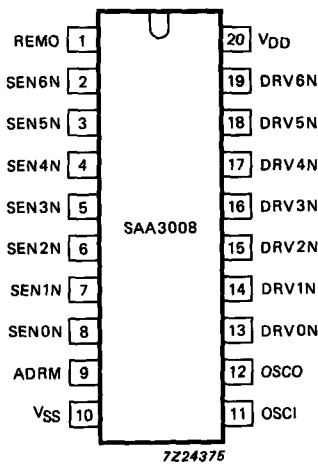 REMO 1 20 VDD
SEN6N 2 19 DRV6N
SEN5N 3 18 DRV5N
SEN4N 4 17 DRV4N
SEN3N 5 16 DRV3N
SAA3008
SEN2N 6 15 DRV2N
SEN1N 7 14 DRV1N
SEN0N 8 13 DRV0N
ADRM 9 12 OSCO
VSS 10 11 OSCI
7Z24375